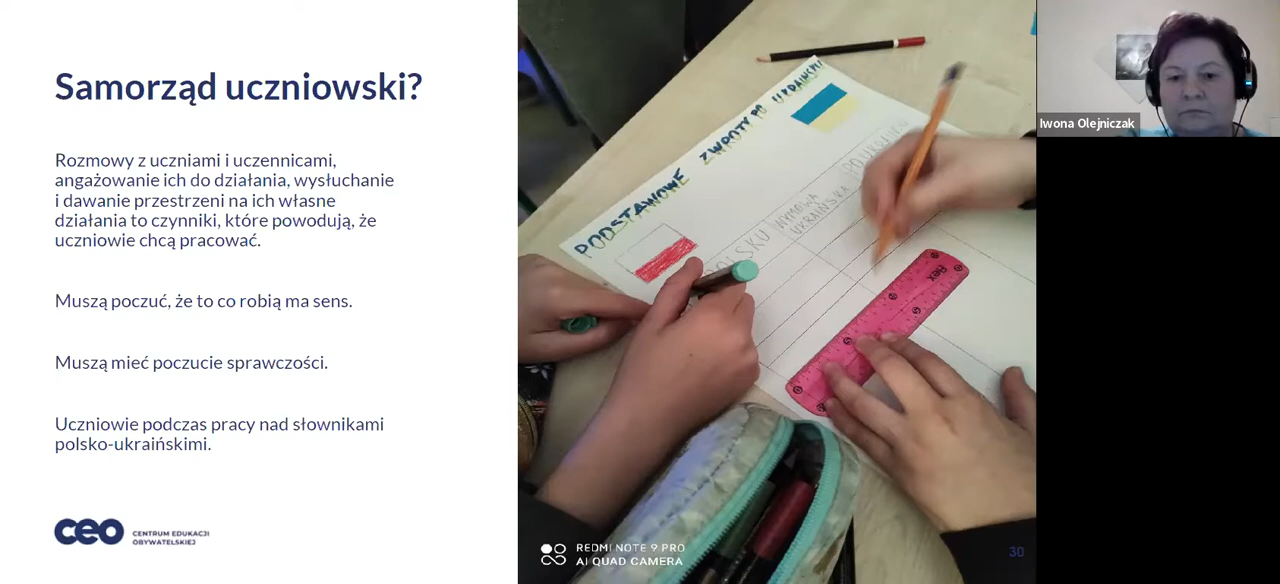 Samorząd uczniowski?
Rozmowy z uczniami i uczennicami,
angażowanie ich do działania, wysłuchanie
i dawanie przestrzeni na ich własne
działania to czynniki, które powodują, że
uczniowie chcą pracować.
Muszą poczuć, że to co robią ma sens.
Muszą mieć poczucie sprawczości.
Uczniowie podczas pracy nad słownikami
polsko-ukraińskimi.
ceo CENTRUM EDUKACJI
OBYWATELSKIEJ
PODSTAWOWE ZWROTY PO UKRAIŃSKU
POLSKU
WYMOWA
UKRAIŃSKA
flex
REDMI NOTE 9 PRO
AI QUAD CAMERA
30
Iwona Olejniczak